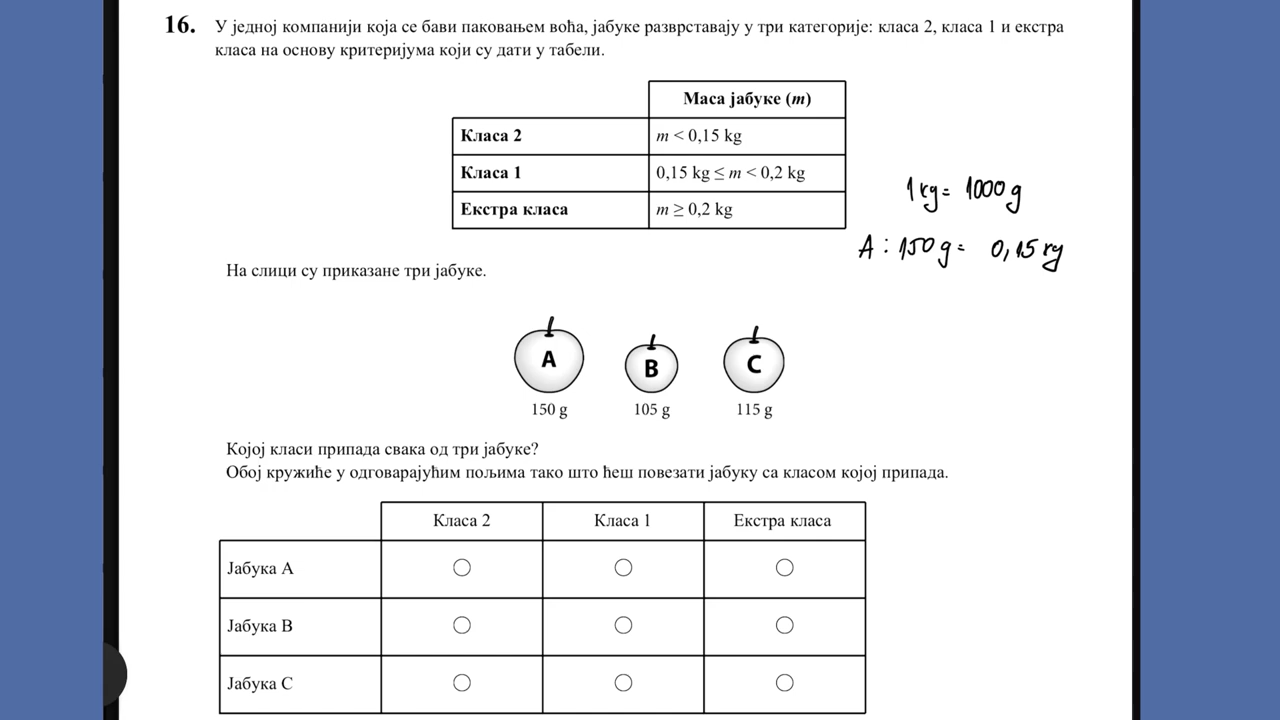 16. У једној компанији која се бави паковањем воћа, јабуке разврставају у три категорије: класа 2, класа 1 и екстра
класа на основу критеријума који су дати у табели.
Маса јабуке (m)
Класа 2 m < 0,15 kg
Класа 1 0,15 kg ≤ m < 0,2 kg
Екстра класа m ≥ 0,2 kg
1 kg = 1000 g
A : 150 g = 0,15 kg
На слици су приказане три јабуке.
A B C
150 g 105 g 115 g
Којој класи припада свака од три јабуке?
Обој кружиће у одговарајућим пољима тако што ћеш повезати јабуку са класом којој припада.
Класа 2 Класа 1 Екстра класа
Јабука A
Јабука B
Јабука C